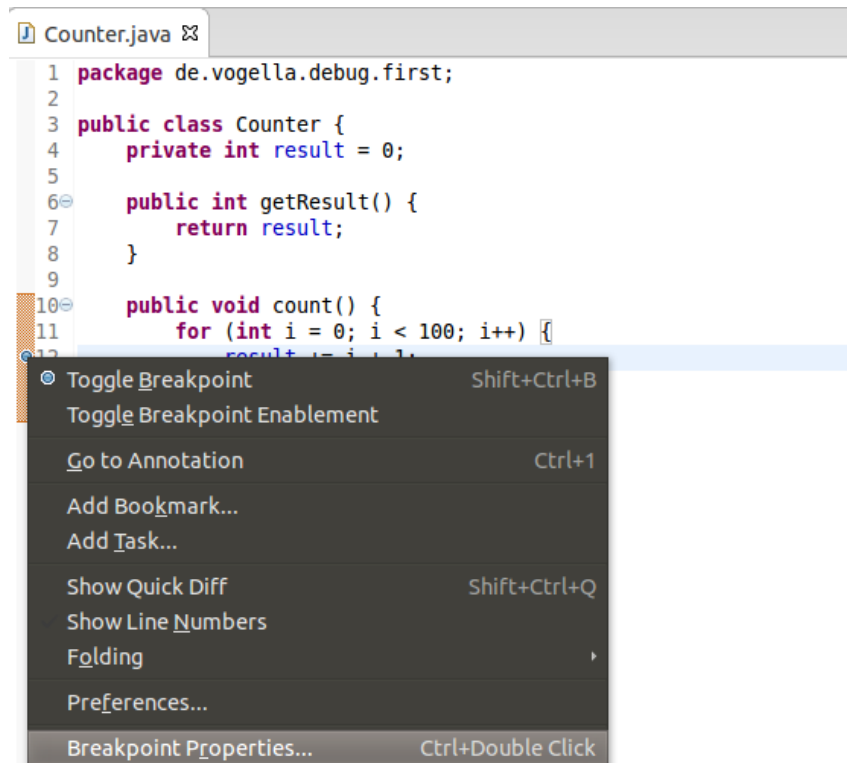 Counter.java
1 package de.vogella.debug.first;
2
3 public class Counter {
4 private int result = 0;
5
6 public int getResult() {
7 return result;
8 }
9
10 public void count() {
11 for (int i = 0; i < 100; i++) {
12 result += i + 1;
Toggle Breakpoint Shift+Ctrl+B
Toggle Breakpoint Enablement
Go to Annotation Ctrl+1
Add Bookmark...
Add Task...
Show Quick Diff Shift+Ctrl+Q
Show Line Numbers
Folding
Preferences...
Breakpoint Properties... Ctrl+Double Click